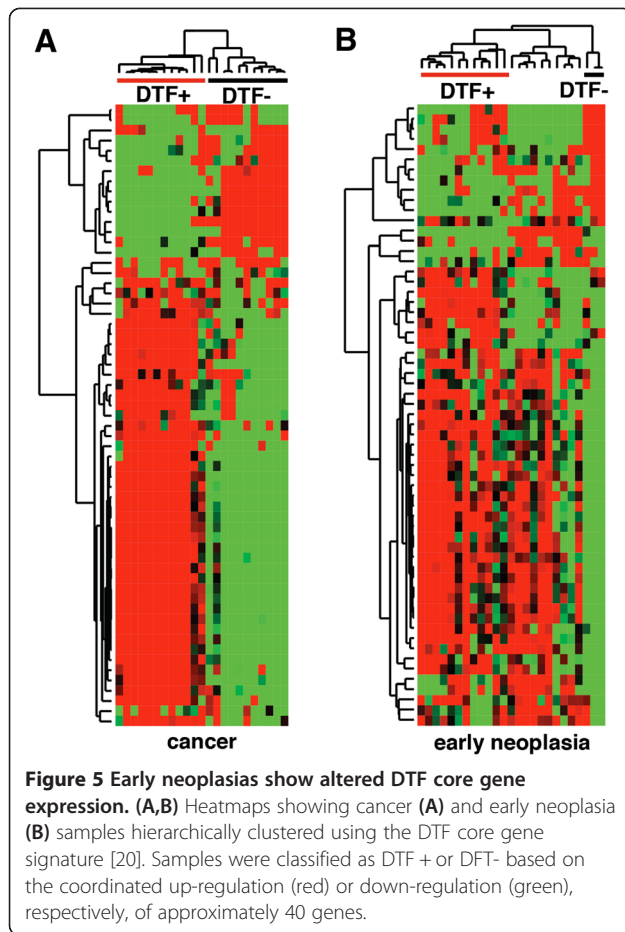 A
B
DTF+ DTF-
DTF+ DTF-
cancer
early neoplasia
Figure 5 Early neoplasias show altered DTF core gene
expression. (A,B) Heatmaps showing cancer (A) and early neoplasia
(B) samples hierarchically clustered using the DTF core gene
signature [20]. Samples were classified as DTF + or DFT- based on
the coordinated up-regulation (red) or down-regulation (green),
respectively, of approximately 40 genes.